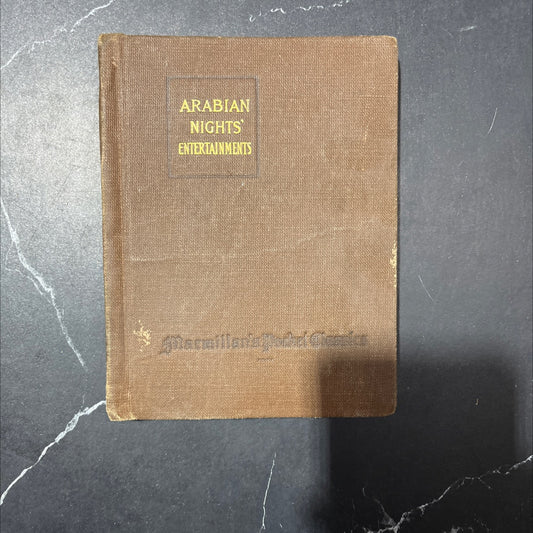 ARABIAN
NIGHTS'
ENTERTAINMENTS
Macmillan's Pocket Classics